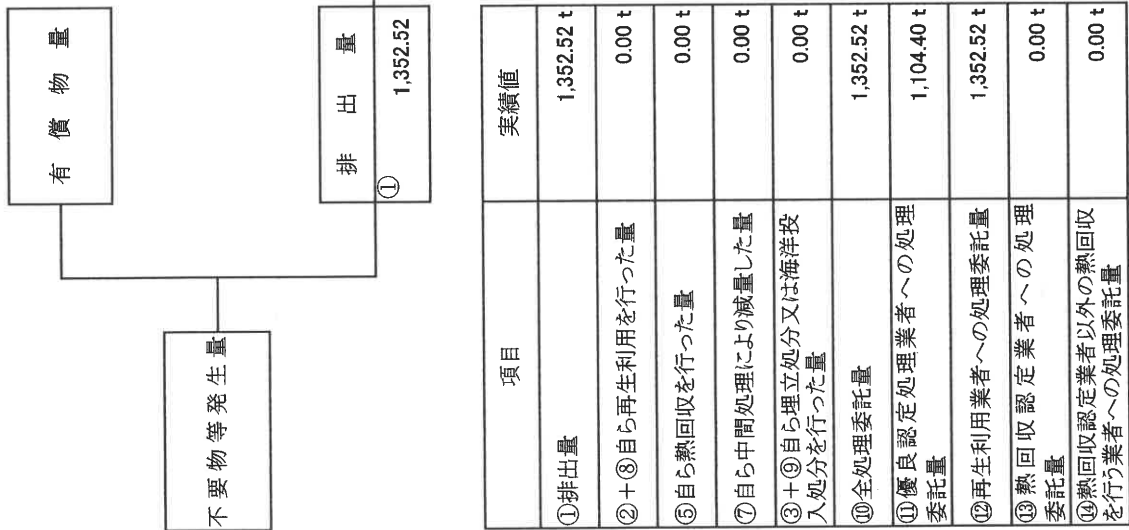 有償物量
不要物等発生量
排出量
①
1,352.52
項目 実績値
①排出量 1,352.52 t
②+⑧自ら再生利用を行った量 0.00 t
⑤自ら熱回収を行った量 0.00 t
⑦自ら中間処理により減量した量 0.00 t
③+⑨自ら埋立処分又は海洋投
入処分を行った量 0.00 t
⑩全処理委託量 1,352.52 t
⑪優良認定処理業者への処理
委託量 1,104.40 t
⑫再生利用業者への処理委託量 1,352.52 t
⑬熱回収認定業者への処理
委託量 0.00 t
⑭熱回収認定業者以外の熱回収
を行う業者への処理委託量 0.00 t